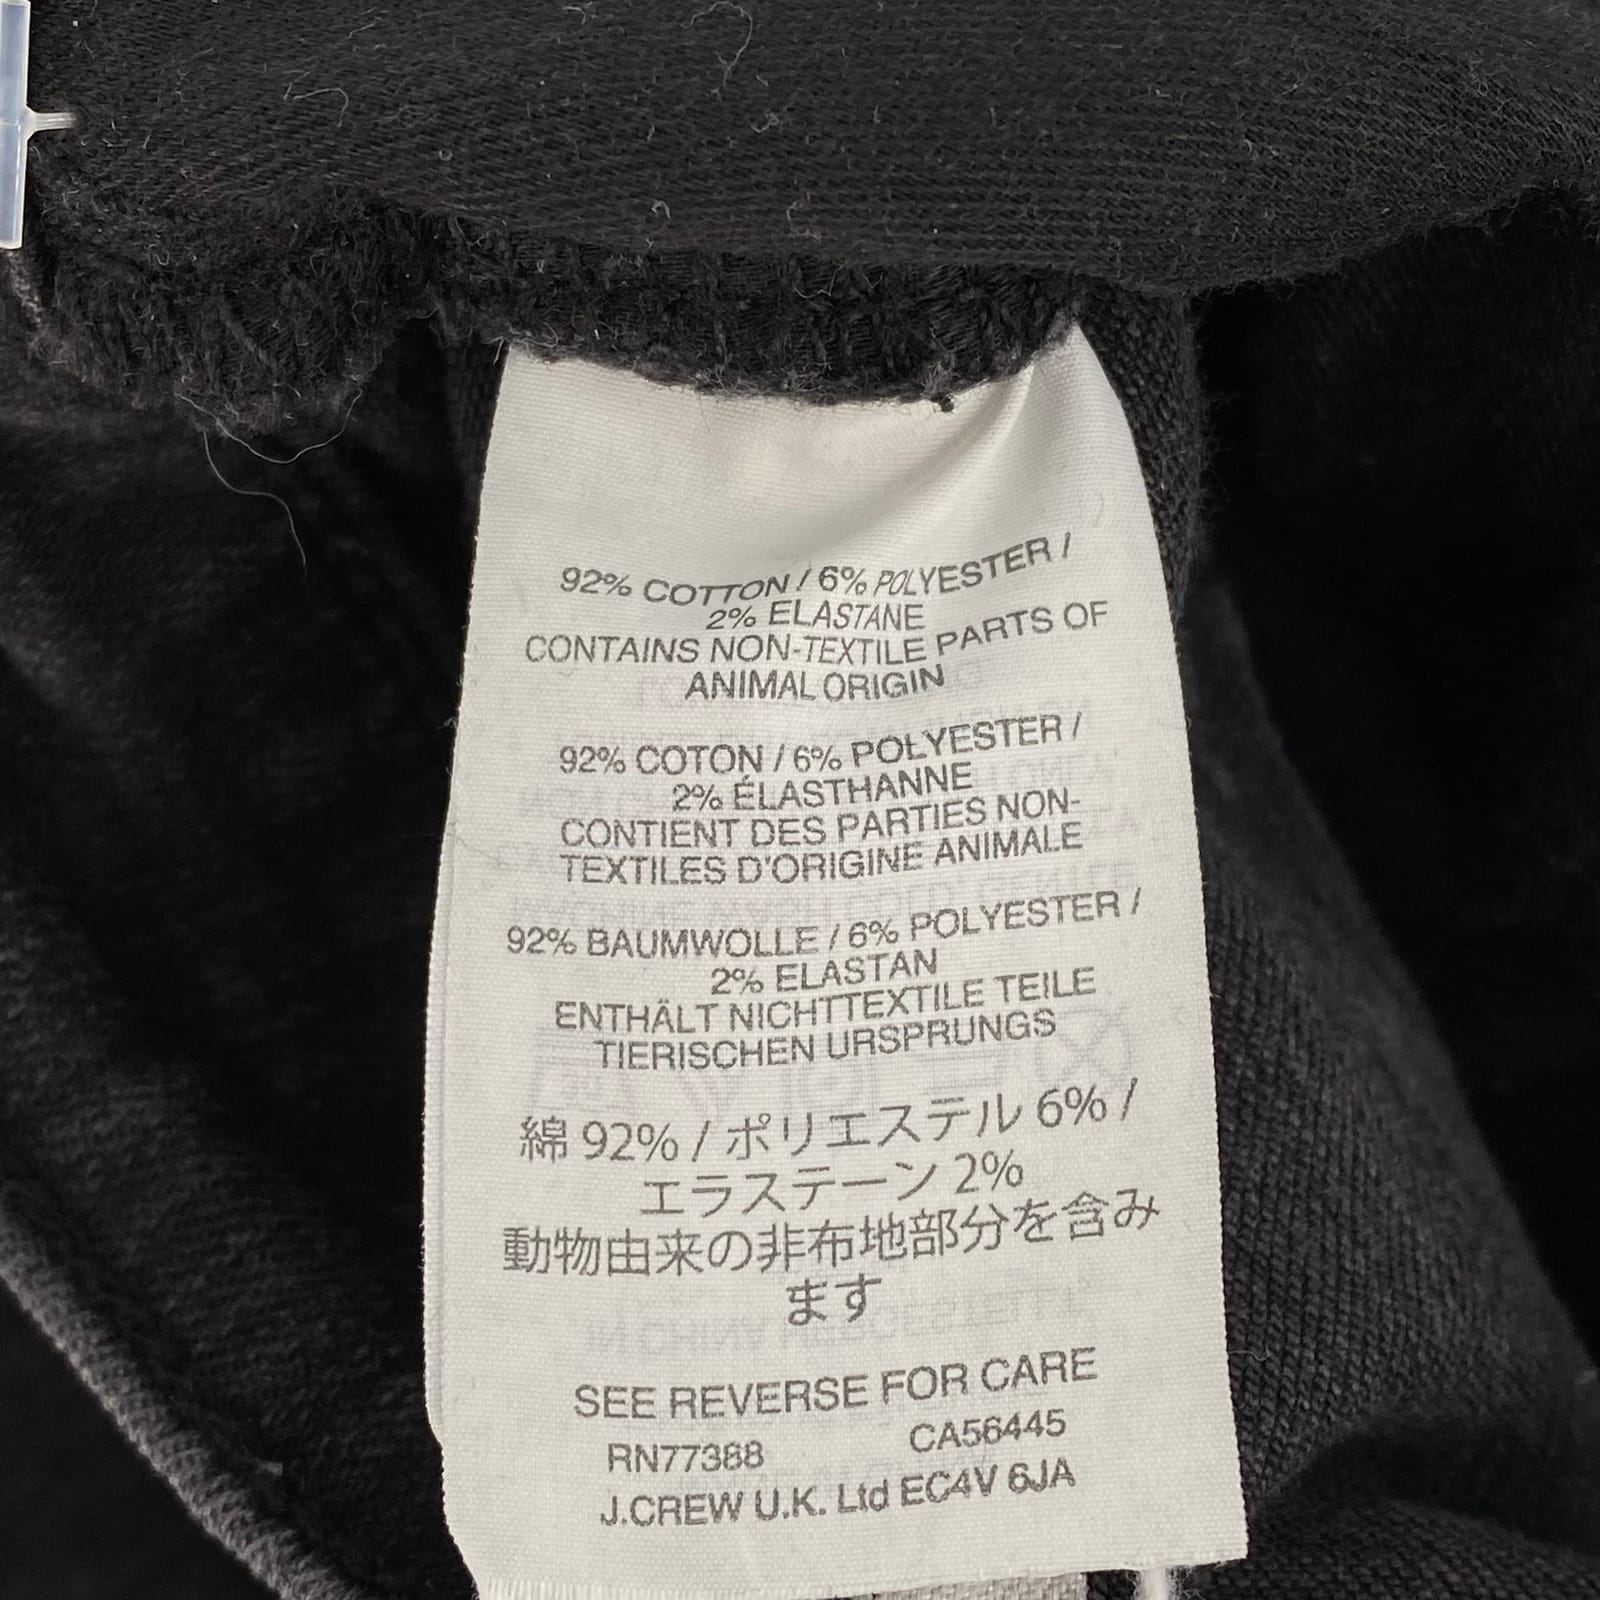 92% COTTON / 6% POLYESTER /
2% ELASTANE
CONTAINS NON-TEXTILE PARTS OF
ANIMAL ORIGIN
92% COTON / 6% POLYESTER /
2% ÉLASTHANNE
CONTIENT DES PARTIES NON-
TEXTILES D'ORIGINE ANIMALE
92% BAUMWOLLE / 6% POLYESTER /
2% ELASTAN
ENTHÄLT NICHTTEXTILE TEILE
TIERISCHEN URSPRUNGS
綿 92% / ポリエステル 6% /
エラステーン 2%
動物由来の非布地部分を含み
ます
SEE REVERSE FOR CARE
RN77388 CA56445
J.CREW U.K. Ltd EC4V 6JA